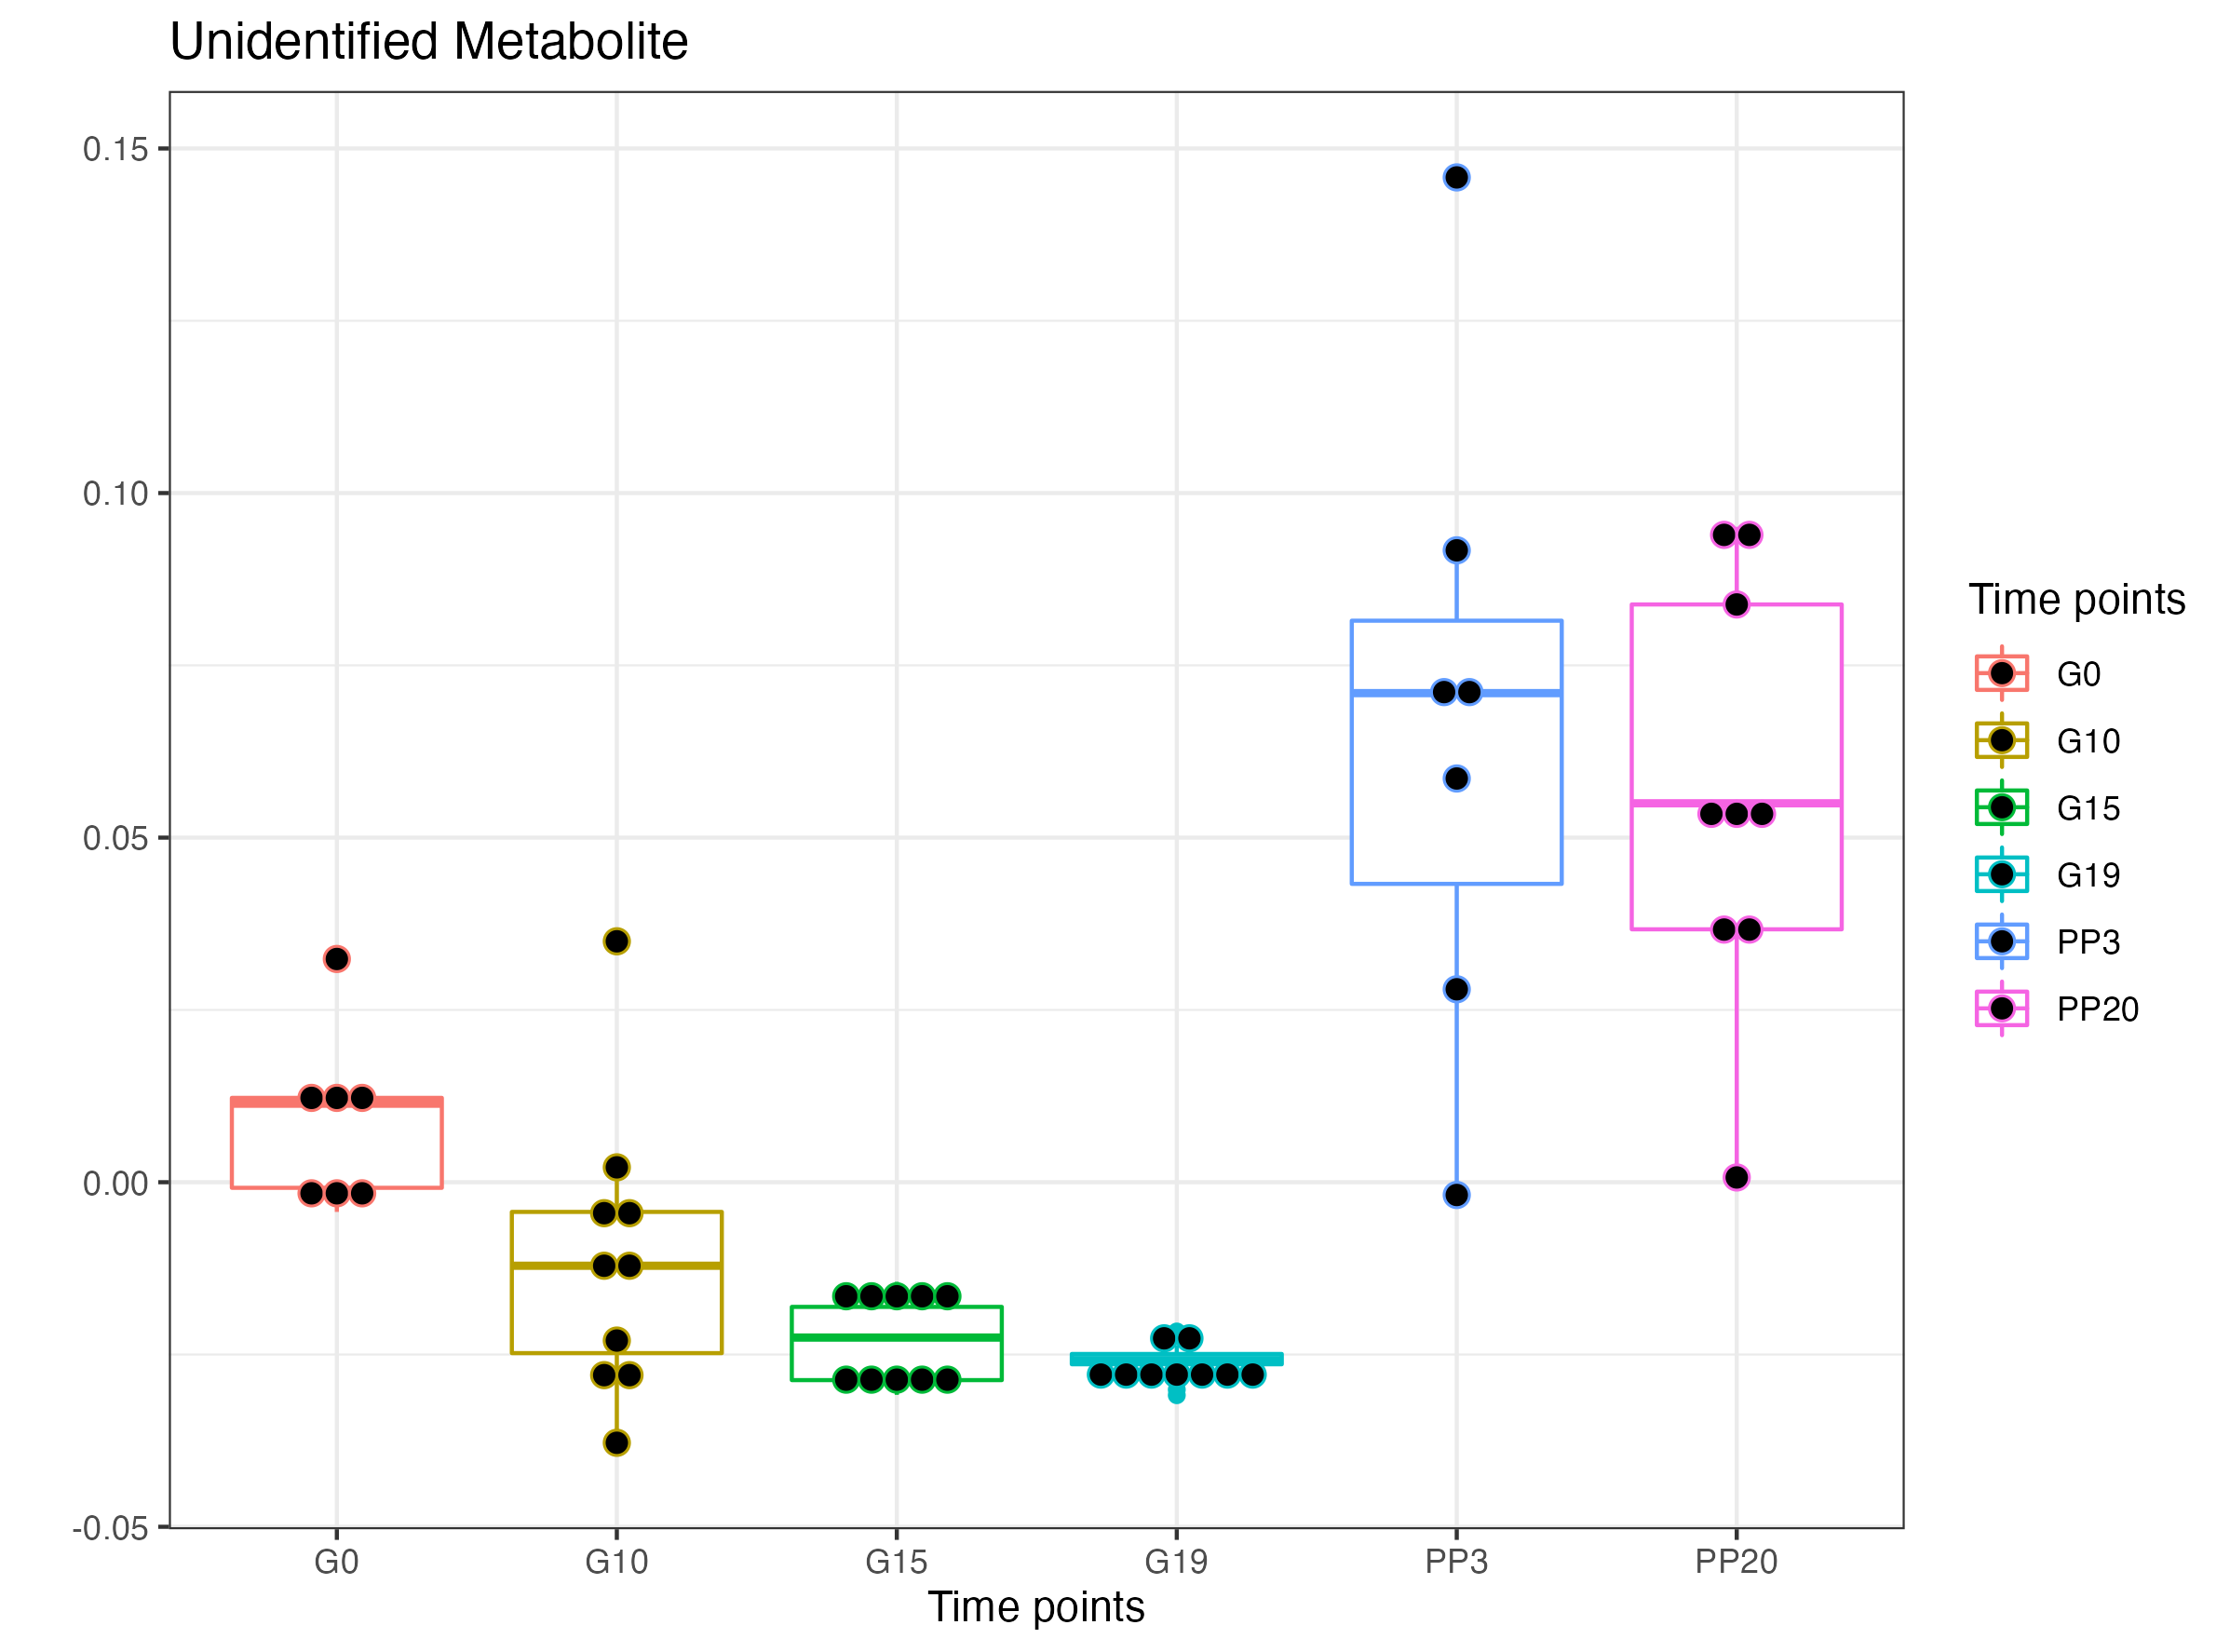 Unidentified Metabolite
0.15
0.10
0.05
0.00
-0.05
G0 G10 G15 G19 PP3 PP20
Time points
Time points
G0
G10
G15
G19
PP3
PP20